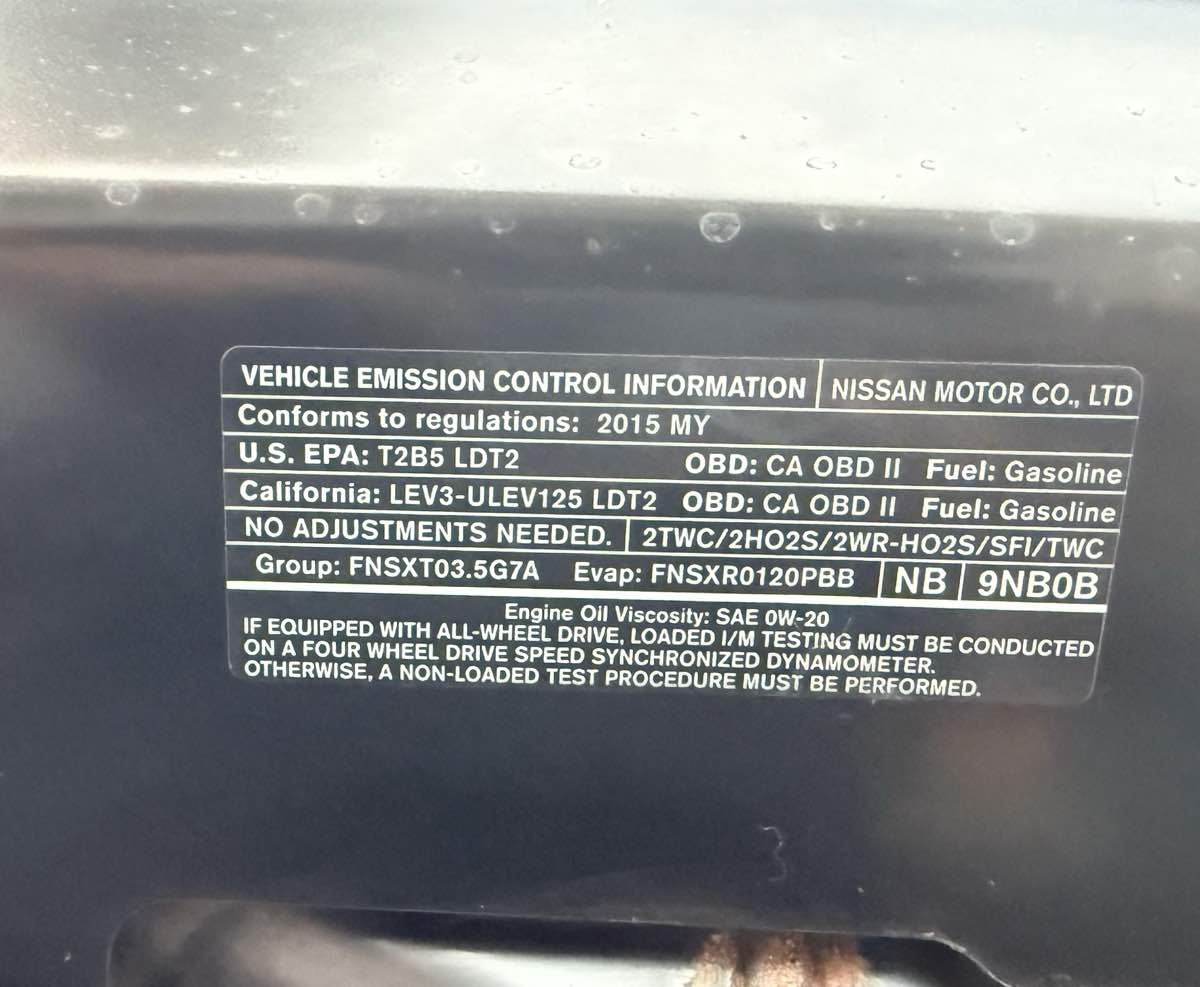 VEHICLE EMISSION CONTROL INFORMATION NISSAN MOTOR CO., LTD
Conforms to regulations: 2015 MY
U.S. EPA: T2B5 LDT2 OBD: CA OBD II Fuel: Gasoline
California: LEV3-ULEV125 LDT2 OBD: CA OBD II Fuel: Gasoline
NO ADJUSTMENTS NEEDED. 2TWC/2HO2S/2WR-HO2S/SFI/TWC
Group: FNSXT03.5G7A Evap: FNSXR0120PBB NB 9NB0B
Engine Oil Viscosity: SAE 0W-20
IF EQUIPPED WITH ALL-WHEEL DRIVE, LOADED I/M TESTING MUST BE CONDUCTED
ON A FOUR WHEEL DRIVE SPEED SYNCHRONIZED DYNAMOMETER.
OTHERWISE, A NON-LOADED TEST PROCEDURE MUST BE PERFORMED.